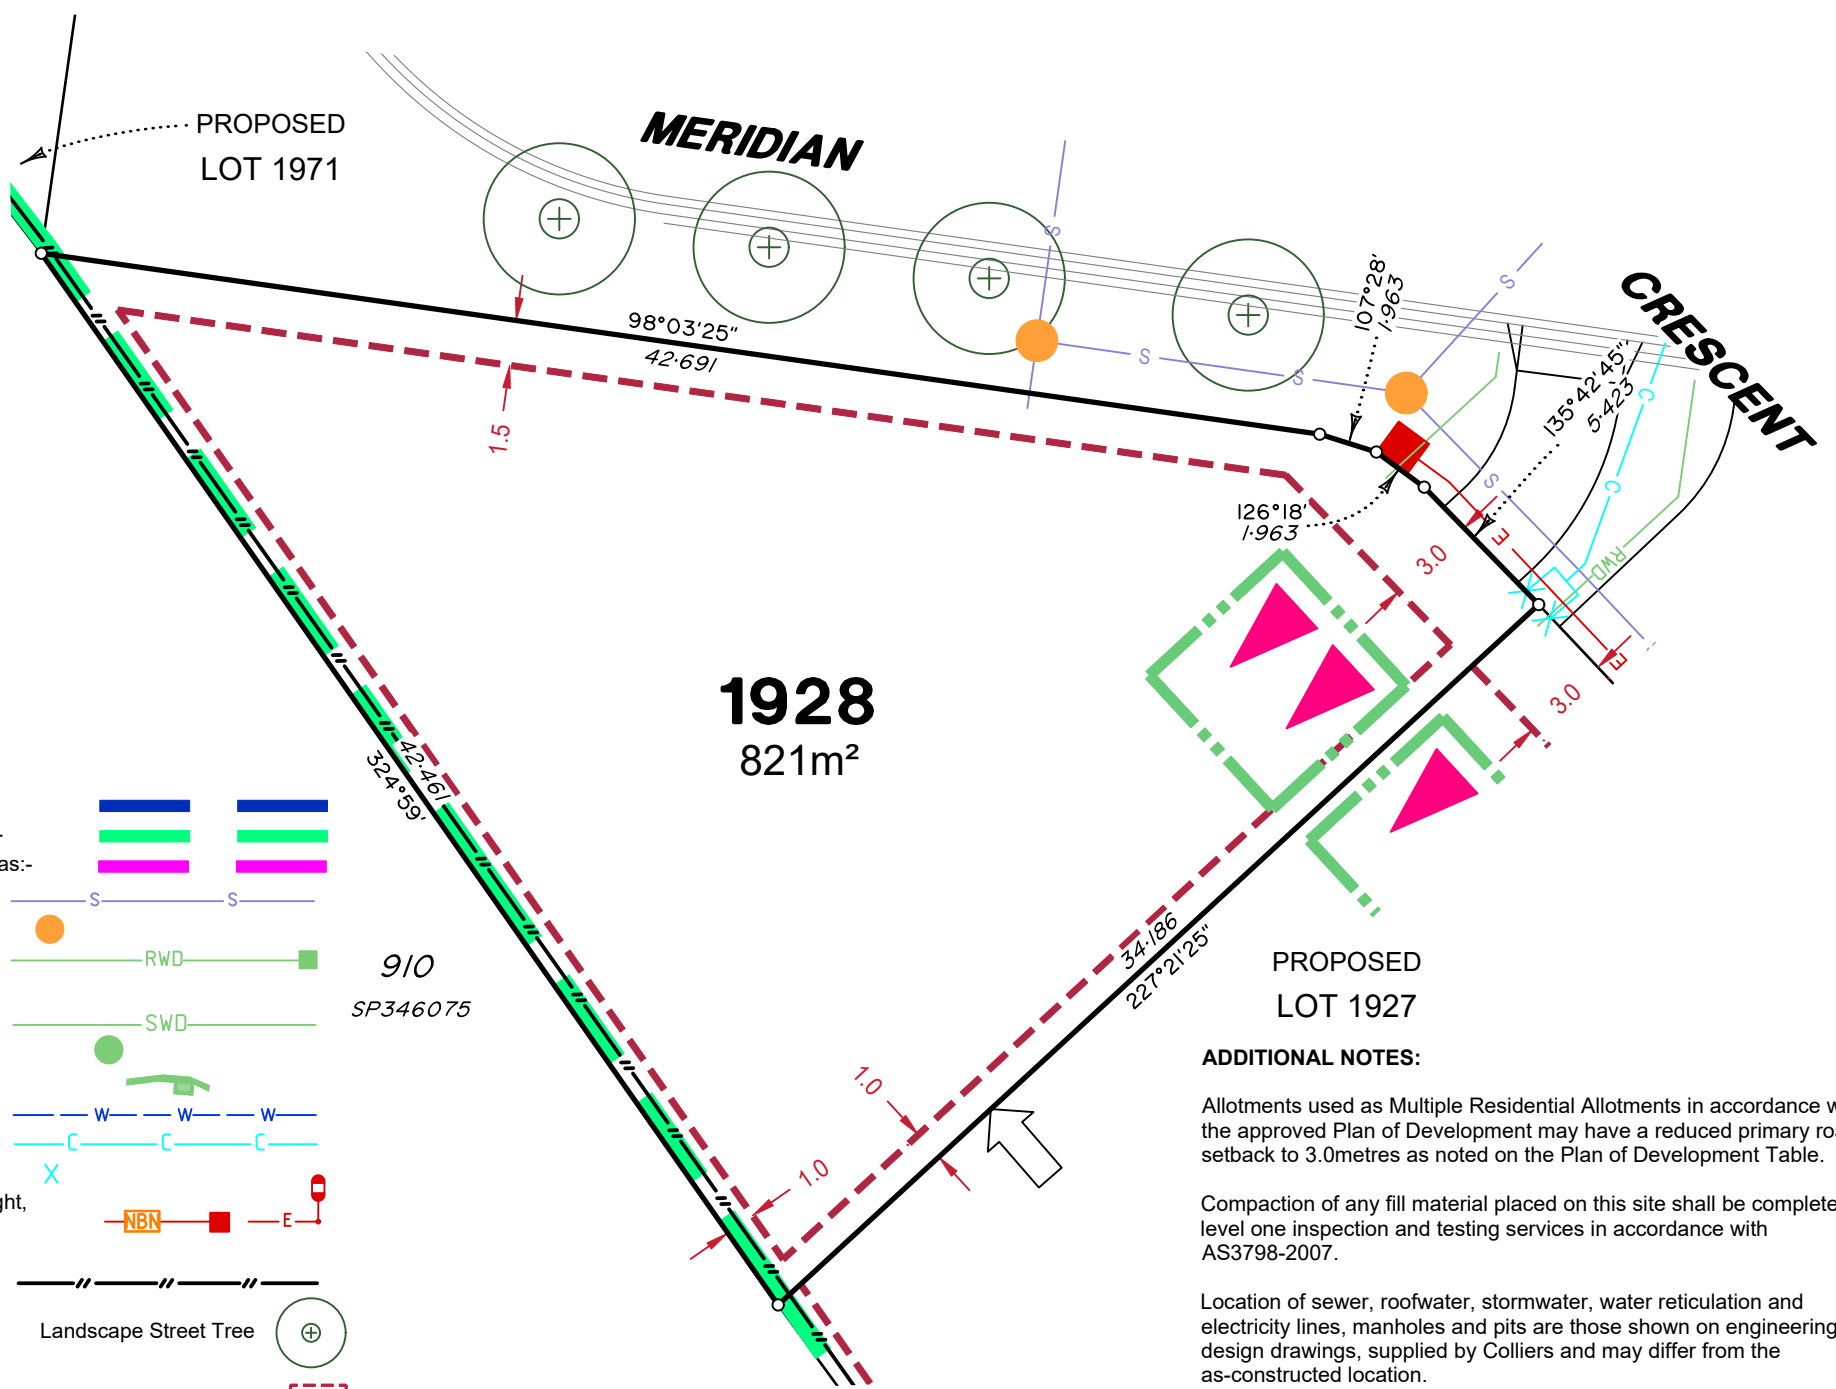 PROPOSED
LOT 1971
MERIDIAN
CRESCENT
98°03'25"
42·691
107°28'
1·963
135°42'45"
5·423
126°18'
1·963
1.5
3.0
3.0
S
S
S
S
S
C
C
RWD
E
E
1928
821m²
42·461
324°59'
34·186
227°21'25"
1.0
1.0
910
SP346075
PROPOSED
LOT 1927
as:-
S S
RWD
SWD
W W W
C C C
X
ght,
NBN E
Landscape Street Tree
ADDITIONAL NOTES:
Allotments used as Multiple Residential Allotments in accordance w
the approved Plan of Development may have a reduced primary ro
setback to 3.0metres as noted on the Plan of Development Table.
Compaction of any fill material placed on this site shall be complete
level one inspection and testing services in accordance with
AS3798-2007.
Location of sewer, roofwater, stormwater, water reticulation and
electricity lines, manholes and pits are those shown on engineering
design drawings, supplied by Colliers and may differ from the
as-constructed location.